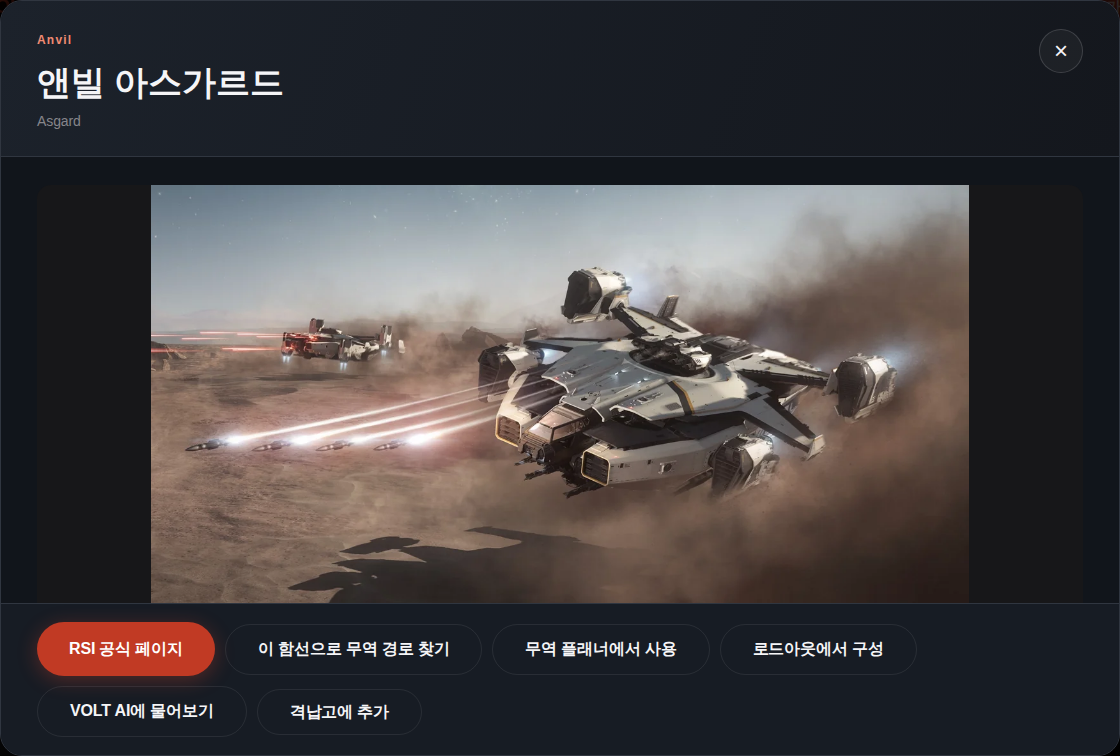 Anvil
앤빌 아스가르드
Asgard
RSI 공식 페이지
이 함선으로 무역 경로 찾기
무역 플래너에서 사용
로드아웃에서 구성
VOLT AI에 물어보기
격납고에 추가